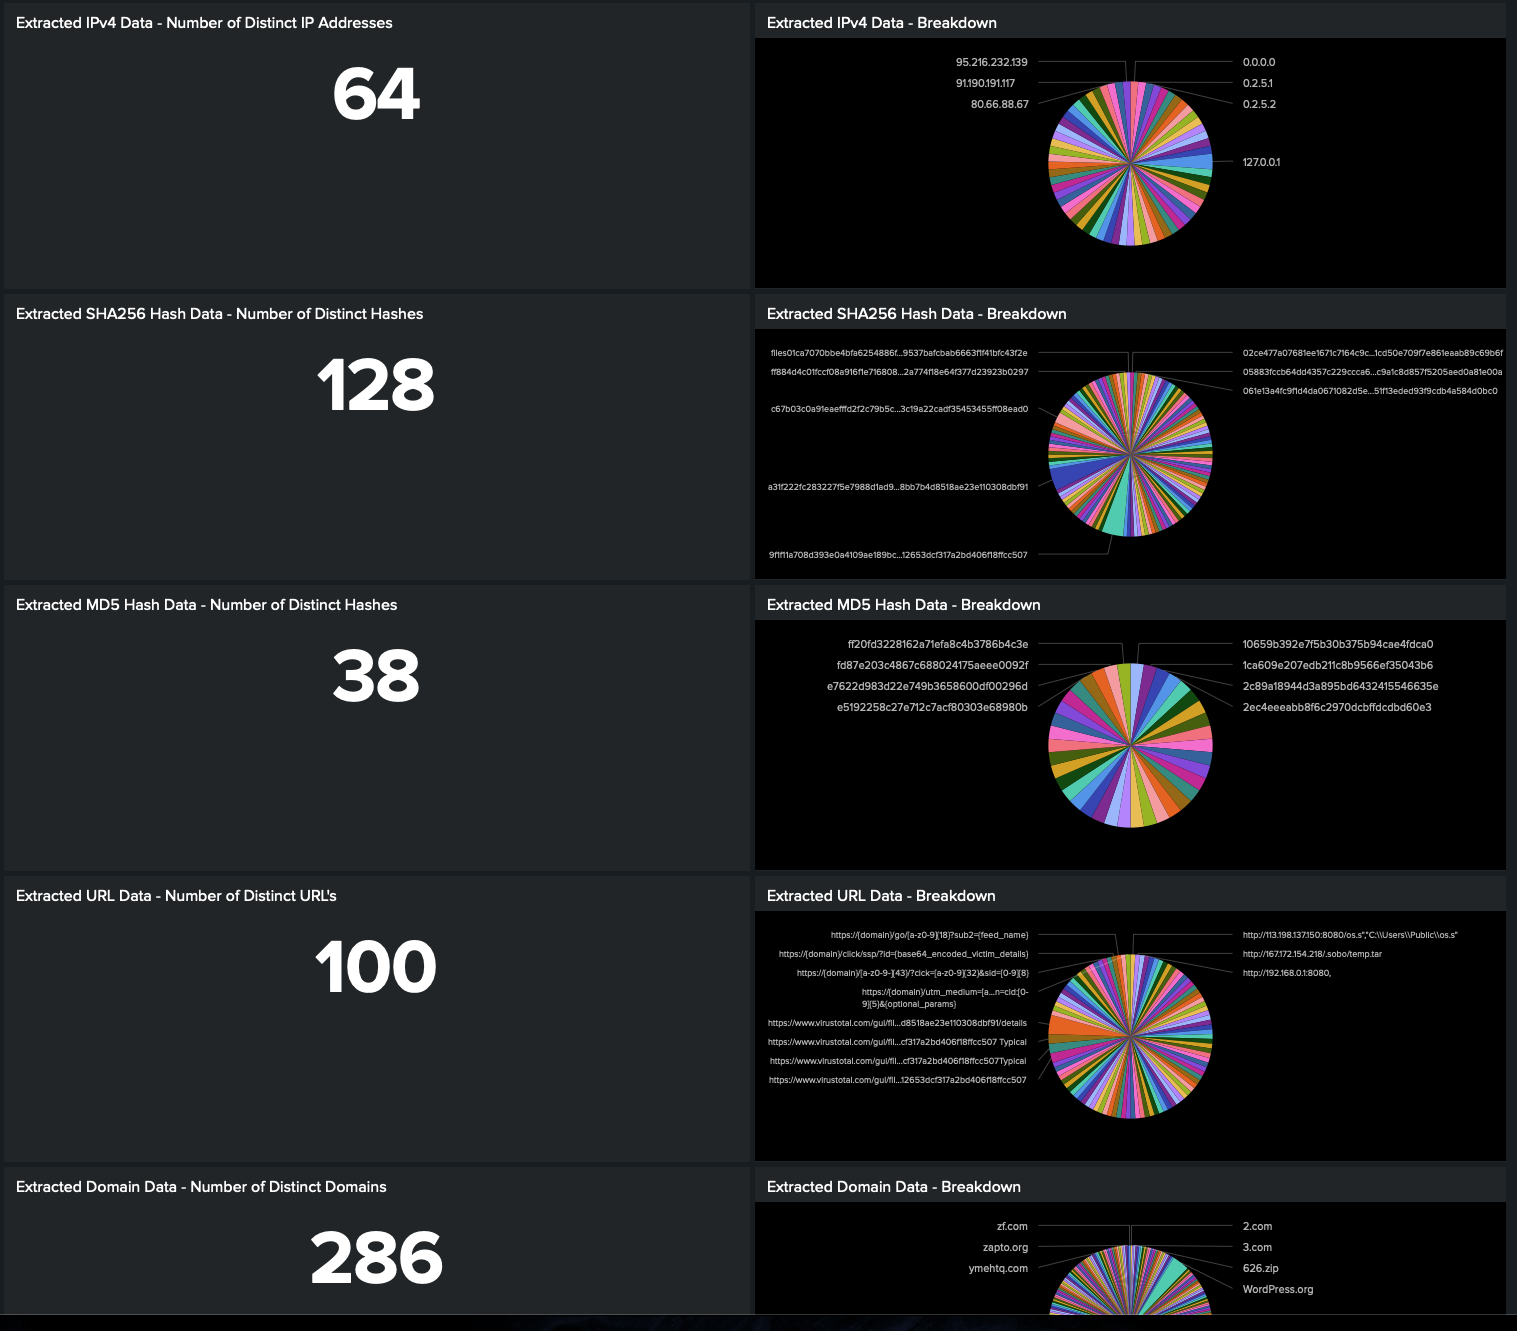 Extracted IPv4 Data - Number of Distinct IP Addresses
64
Extracted IPv4 Data - Breakdown
95.216.232.139
91.190.191.117
80.66.88.67
0.0.0.0
0.2.5.1
0.2.5.2
127.0.0.1
Extracted SHA256 Hash Data - Number of Distinct Hashes
128
Extracted SHA256 Hash Data - Breakdown
files01ca7070bbe4bfa6254886f...9537bafcbab6663f1f41bfc43f2e
ff884d4c01fccf08a916f1e716808...2a774f18e64f377d23923b0297
c67b03c0a91eaefffd2f2c79b5c...3c19a22cadf35453455ff08ead0
a31f222fc283227f5e7988d1ad9...8bb7b4d8518ae23e110308dbf91
9f1f11a708d393e0a4109ae189bc...12653dcf317a2bd406f18ffcc507
02ce477a07681ee1671c7164c9c...1cd50e709f7e861eaab89c69b6f
05883fccb64dd4357c229ccca6...c9a1c8d857f5205aed0a81e00a
061e13a4fc9f1d4da0671082d5e...51f13eded93f9cdb4a584d0bc0
Extracted MD5 Hash Data - Number of Distinct Hashes
38
Extracted MD5 Hash Data - Breakdown
ff20fd3228162a71efa8c4b3786b4c3e
fd87e203c4867c688024175aeee0092f
e7622d983d22e749b3658600df00296d
e5192258c27e712c7acf80303e68980b
10659b392e7f5b30b375b94cae4fdca0
1ca609e207edb211c8b9566ef35043b6
2c89a18944d3a895bd6432415546635e
2ec4eeeabb8f6c2970dcbffdcdbd60e3
Extracted URL Data - Number of Distinct URL's
100
Extracted URL Data - Breakdown
https://{domain}/go/[a-z0-9]{18}?sub2={feed_name}
https://{domain}/click/ssp/?id={base64_encoded_victim_details}
https://{domain}/[a-z0-9-]{43}/?cick=[a-z0-9]{32}&sid=[0-9]{8}
https://{domain}/utm_medium=[a...n=cid:[0-
9]{5}&{optional_params}
https://www.virustotal.com/gui/fil...d8518ae23e110308dbf91/details
https://www.virustotal.com/gui/fil...cf317a2bd406f18ffcc507 Typical
https://www.virustotal.com/gui/fil...cf317a2bd406f18ffcc507Typical
https://www.virustotal.com/gui/fil...12653dcf317a2bd406f18ffcc507
http://113.198.137.150:8080/os.s","C:\\Users\\Public\\os.s"
http://167.172.154.218/.sobo/temp.tar
http://192.168.0.1:8080,
Extracted Domain Data - Number of Distinct Domains
286
Extracted Domain Data - Breakdown
zf.com
zapto.org
ymehtq.com
2.com
3.com
626.zip
WordPress.org